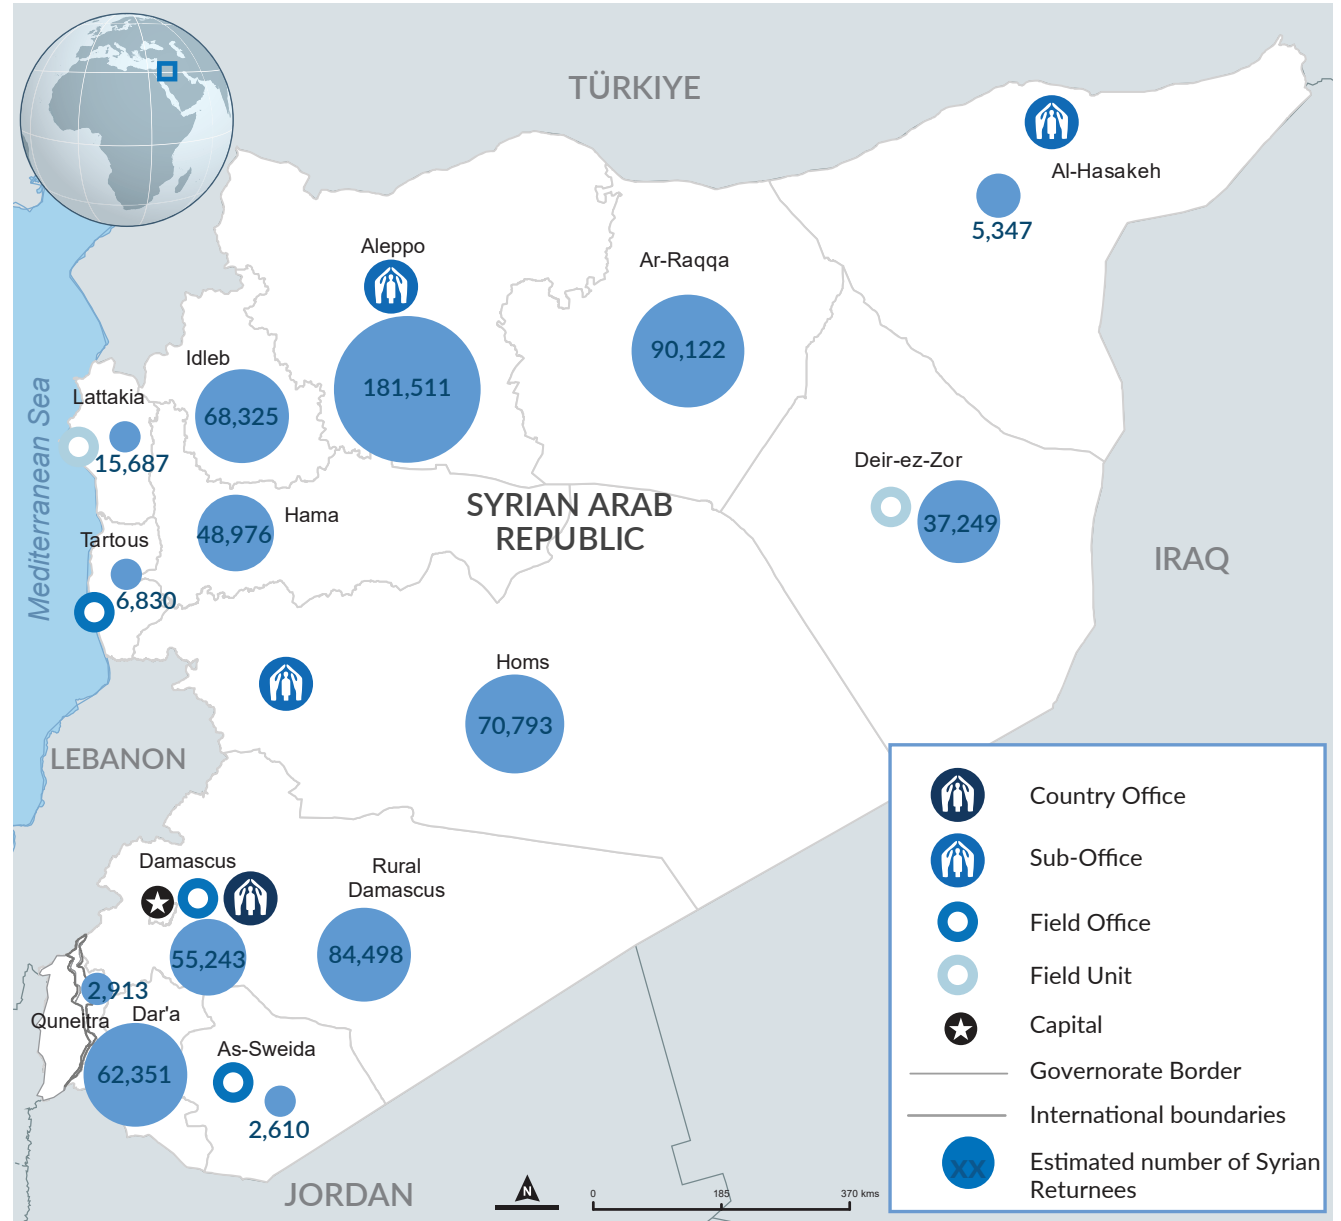 TÜRKIYE
Al-Hasakeh
5,347
Aleppo
181,511
Ar-Raqqa
90,122
Idleb
68,325
Lattakia
15,687
Mediterranean Sea
Deir-ez-Zor
37,249
SYRIAN ARAB
REPUBLIC
Hama
48,976
Tartous
6,830
IRAQ
Homs
70,793
LEBANON
Damascus
55,243
Rural
Damascus
84,498
2,913
Quneitra
Dar'a
62,351
As-Sweida
2,610
JORDAN
N
0 185 370 kms
Country Office
Sub-Office
Field Office
Field Unit
Capital
Governorate Border
International boundaries
XX
Estimated number of Syrian
Returnees